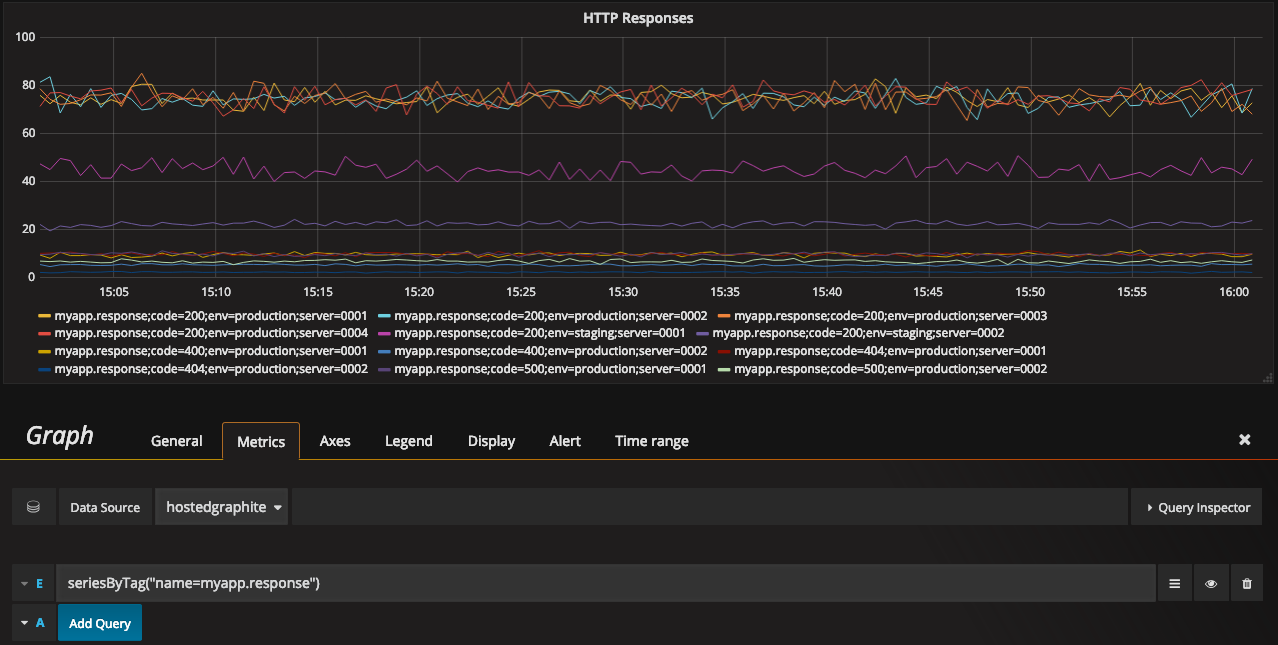 HTTP Responses
100
80
60
40
20
0
15:05 15:10 15:15 15:20 15:25 15:30 15:35 15:40 15:45 15:50 15:55 16:00
myapp.response;code=200;env=production;server=0001 myapp.response;code=200;env=production;server=0002 myapp.response;code=200;env=production;server=0003
myapp.response;code=200;env=production;server=0004 myapp.response;code=200;env=staging;server=0001 myapp.response;code=200;env=staging;server=0002
myapp.response;code=400;env=production;server=0001 myapp.response;code=400;env=production;server=0002 myapp.response;code=404;env=production;server=0001
myapp.response;code=404;env=production;server=0002 myapp.response;code=500;env=production;server=0001 myapp.response;code=500;env=production;server=0002
Graph General Metrics Axes Legend Display Alert Time range
Data Source hostedgraphite Query Inspector
E seriesByTag("name=myapp.response")
A Add Query